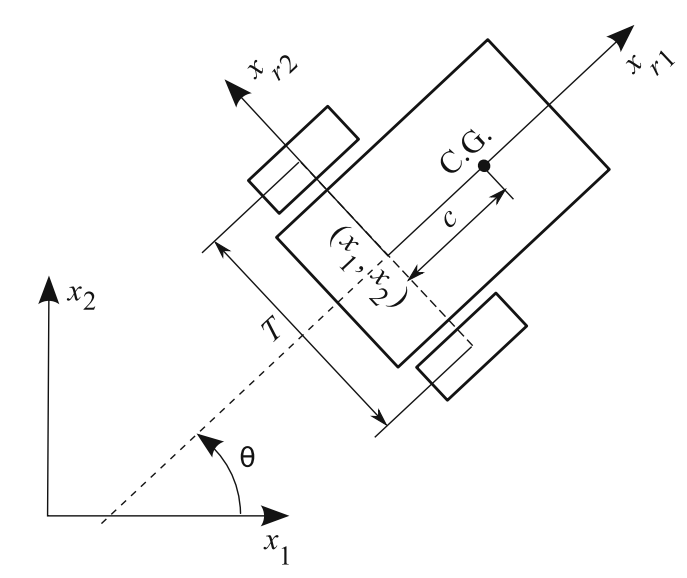 x r2
x r1
C.G.
c
(x1, x2)
T
x2
θ
x1